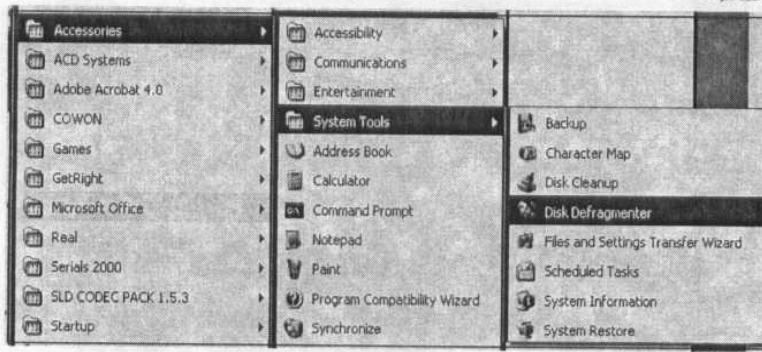 Accessories
ACD Systems
Adobe Acrobat 4.0
COWON
Games
GetRight
Microsoft Office
Real
Serials 2000
SLD CODEC PACK 1.5.3
Startup
Accessibility
Communications
Entertainment
System Tools
Address Book
Calculator
Command Prompt
Notepad
Paint
Program Compatibility Wizard
Synchronize
Backup
Character Map
Disk Cleanup
Disk Defragmenter
Files and Settings Transfer Wizard
Scheduled Tasks
System Information
System Restore